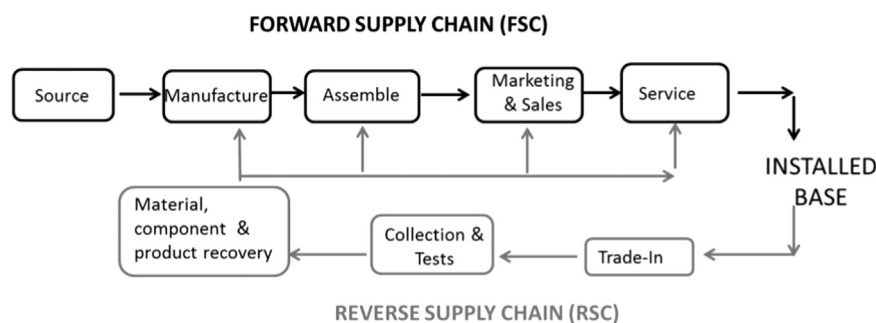 FORWARD SUPPLY CHAIN (FSC)
Source
Manufacture
Assemble
Marketing
& Sales
Service
INSTALLED
BASE
Material,
component &
product recovery
Collection &
Tests
Trade-In
REVERSE SUPPLY CHAIN (RSC)